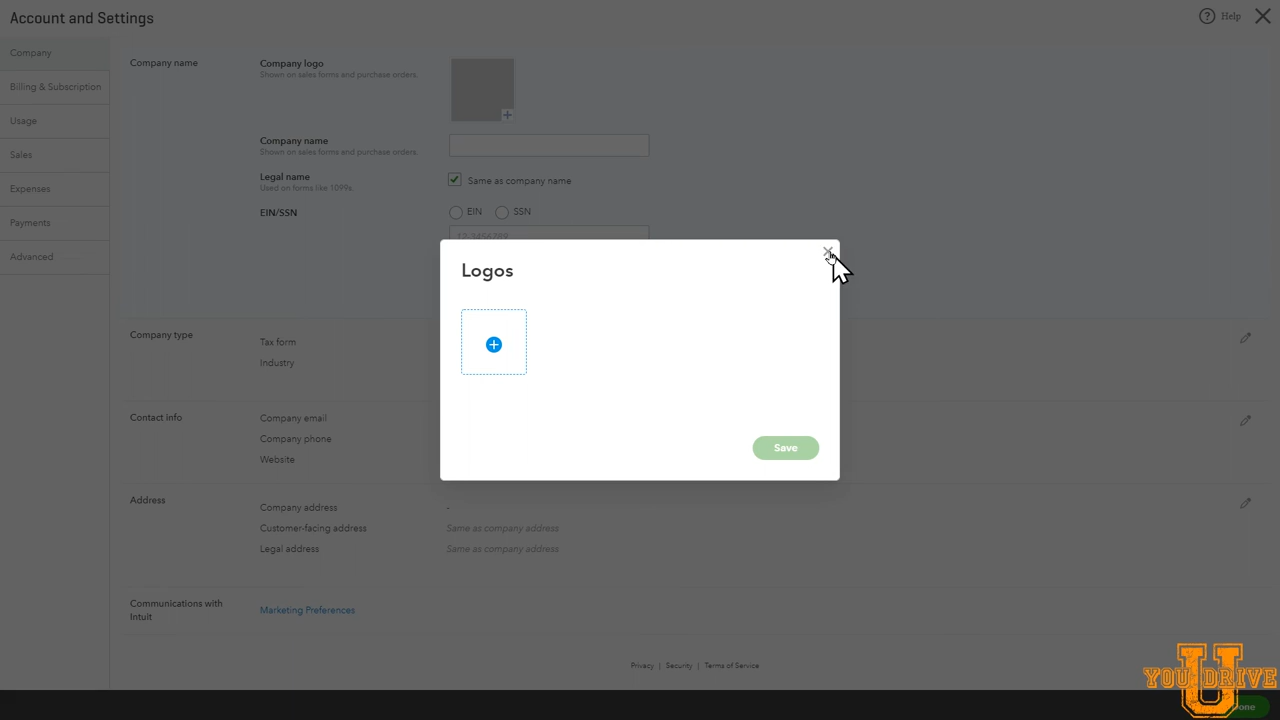 Account and Settings
Help
Company
Billing & Subscription
Usage
Sales
Expenses
Payments
Advanced
Company name
Company logo
Shown on sales forms and purchase orders.
Company name
Shown on sales forms and purchase orders.
Legal name
Used on forms like 1099s.
Same as company name
EIN/SSN
EIN
SSN
12-3456789
Logos
Save
Company type
Tax form
Industry
Contact info
Company email
Company phone
Website
Address
Company address
-
Customer-facing address
Same as company address
Legal address
Same as company address
Communications with
Intuit
Marketing Preferences
Privacy | Security | Terms of Service
U
YOU DRIVE
Done